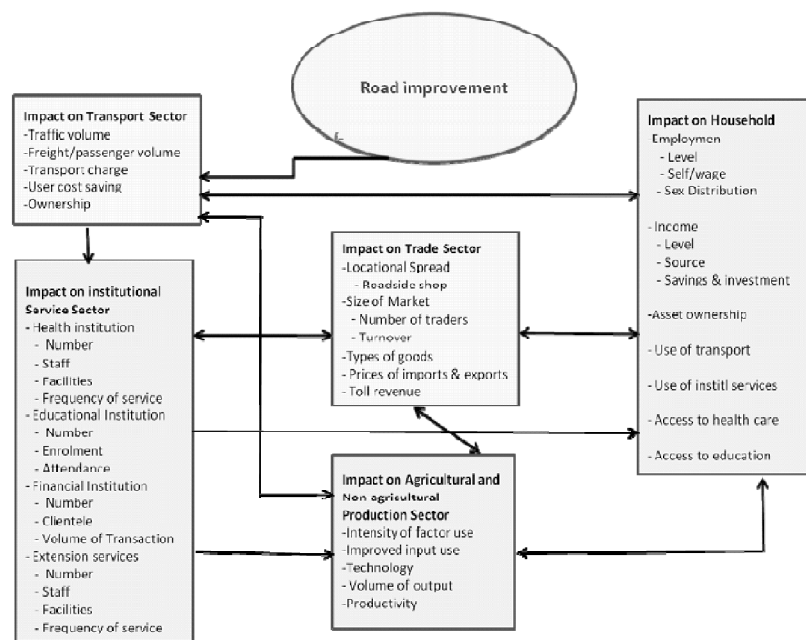 Road improvement
Impact on Transport Sector
-Traffic volume
-Freight/passenger volume
-Transport charge
-User cost saving
-Ownership
Impact on institutional
Service Sector
- Health institution
- Number
- Staff
- Facilities
- Frequency of service
- Educational Institution
- Number
- Enrolment
- Attendance
- Financial Institution
- Number
- Clientele
- Volume of Transaction
- Extension services
- Number
- Staff
- Facilities
- Frequency of service
Impact on Trade Sector
-Locational Spread
- Roadside shop
-Size of Market
- Number of traders
- Turnover
-Types of goods
- Prices of imports & exports
- Toll revenue
Impact on Agricultural and
Non agricultural
Production Sector
-Intensity of factor use
-Improved input use
-Technology
- Volume of output
-Productivity
Impact on Household
Employmen
- Level
- Self/wage
- Sex Distribution
- Income
- Level
- Source
- Savings & investment
-Asset ownership
- Use of transport
- Use of institl services
- Access to health care
- Access to education